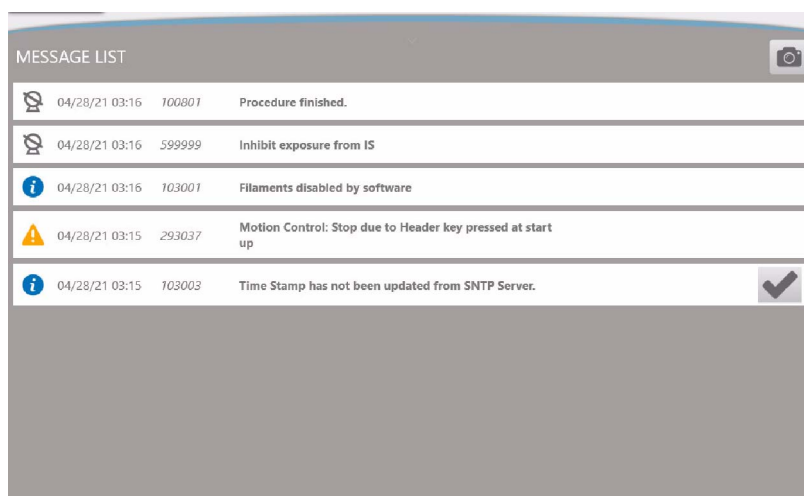 MESSAGE LIST
04/28/21 03:16 100801 Procedure finished.
04/28/21 03:16 599999 Inhibit exposure from IS
04/28/21 03:16 103001 Filaments disabled by software
04/28/21 03:15 293037 Motion Control: Stop due to Header key pressed at start
up
04/28/21 03:15 103003 Time Stamp has not been updated from SNTP Server.